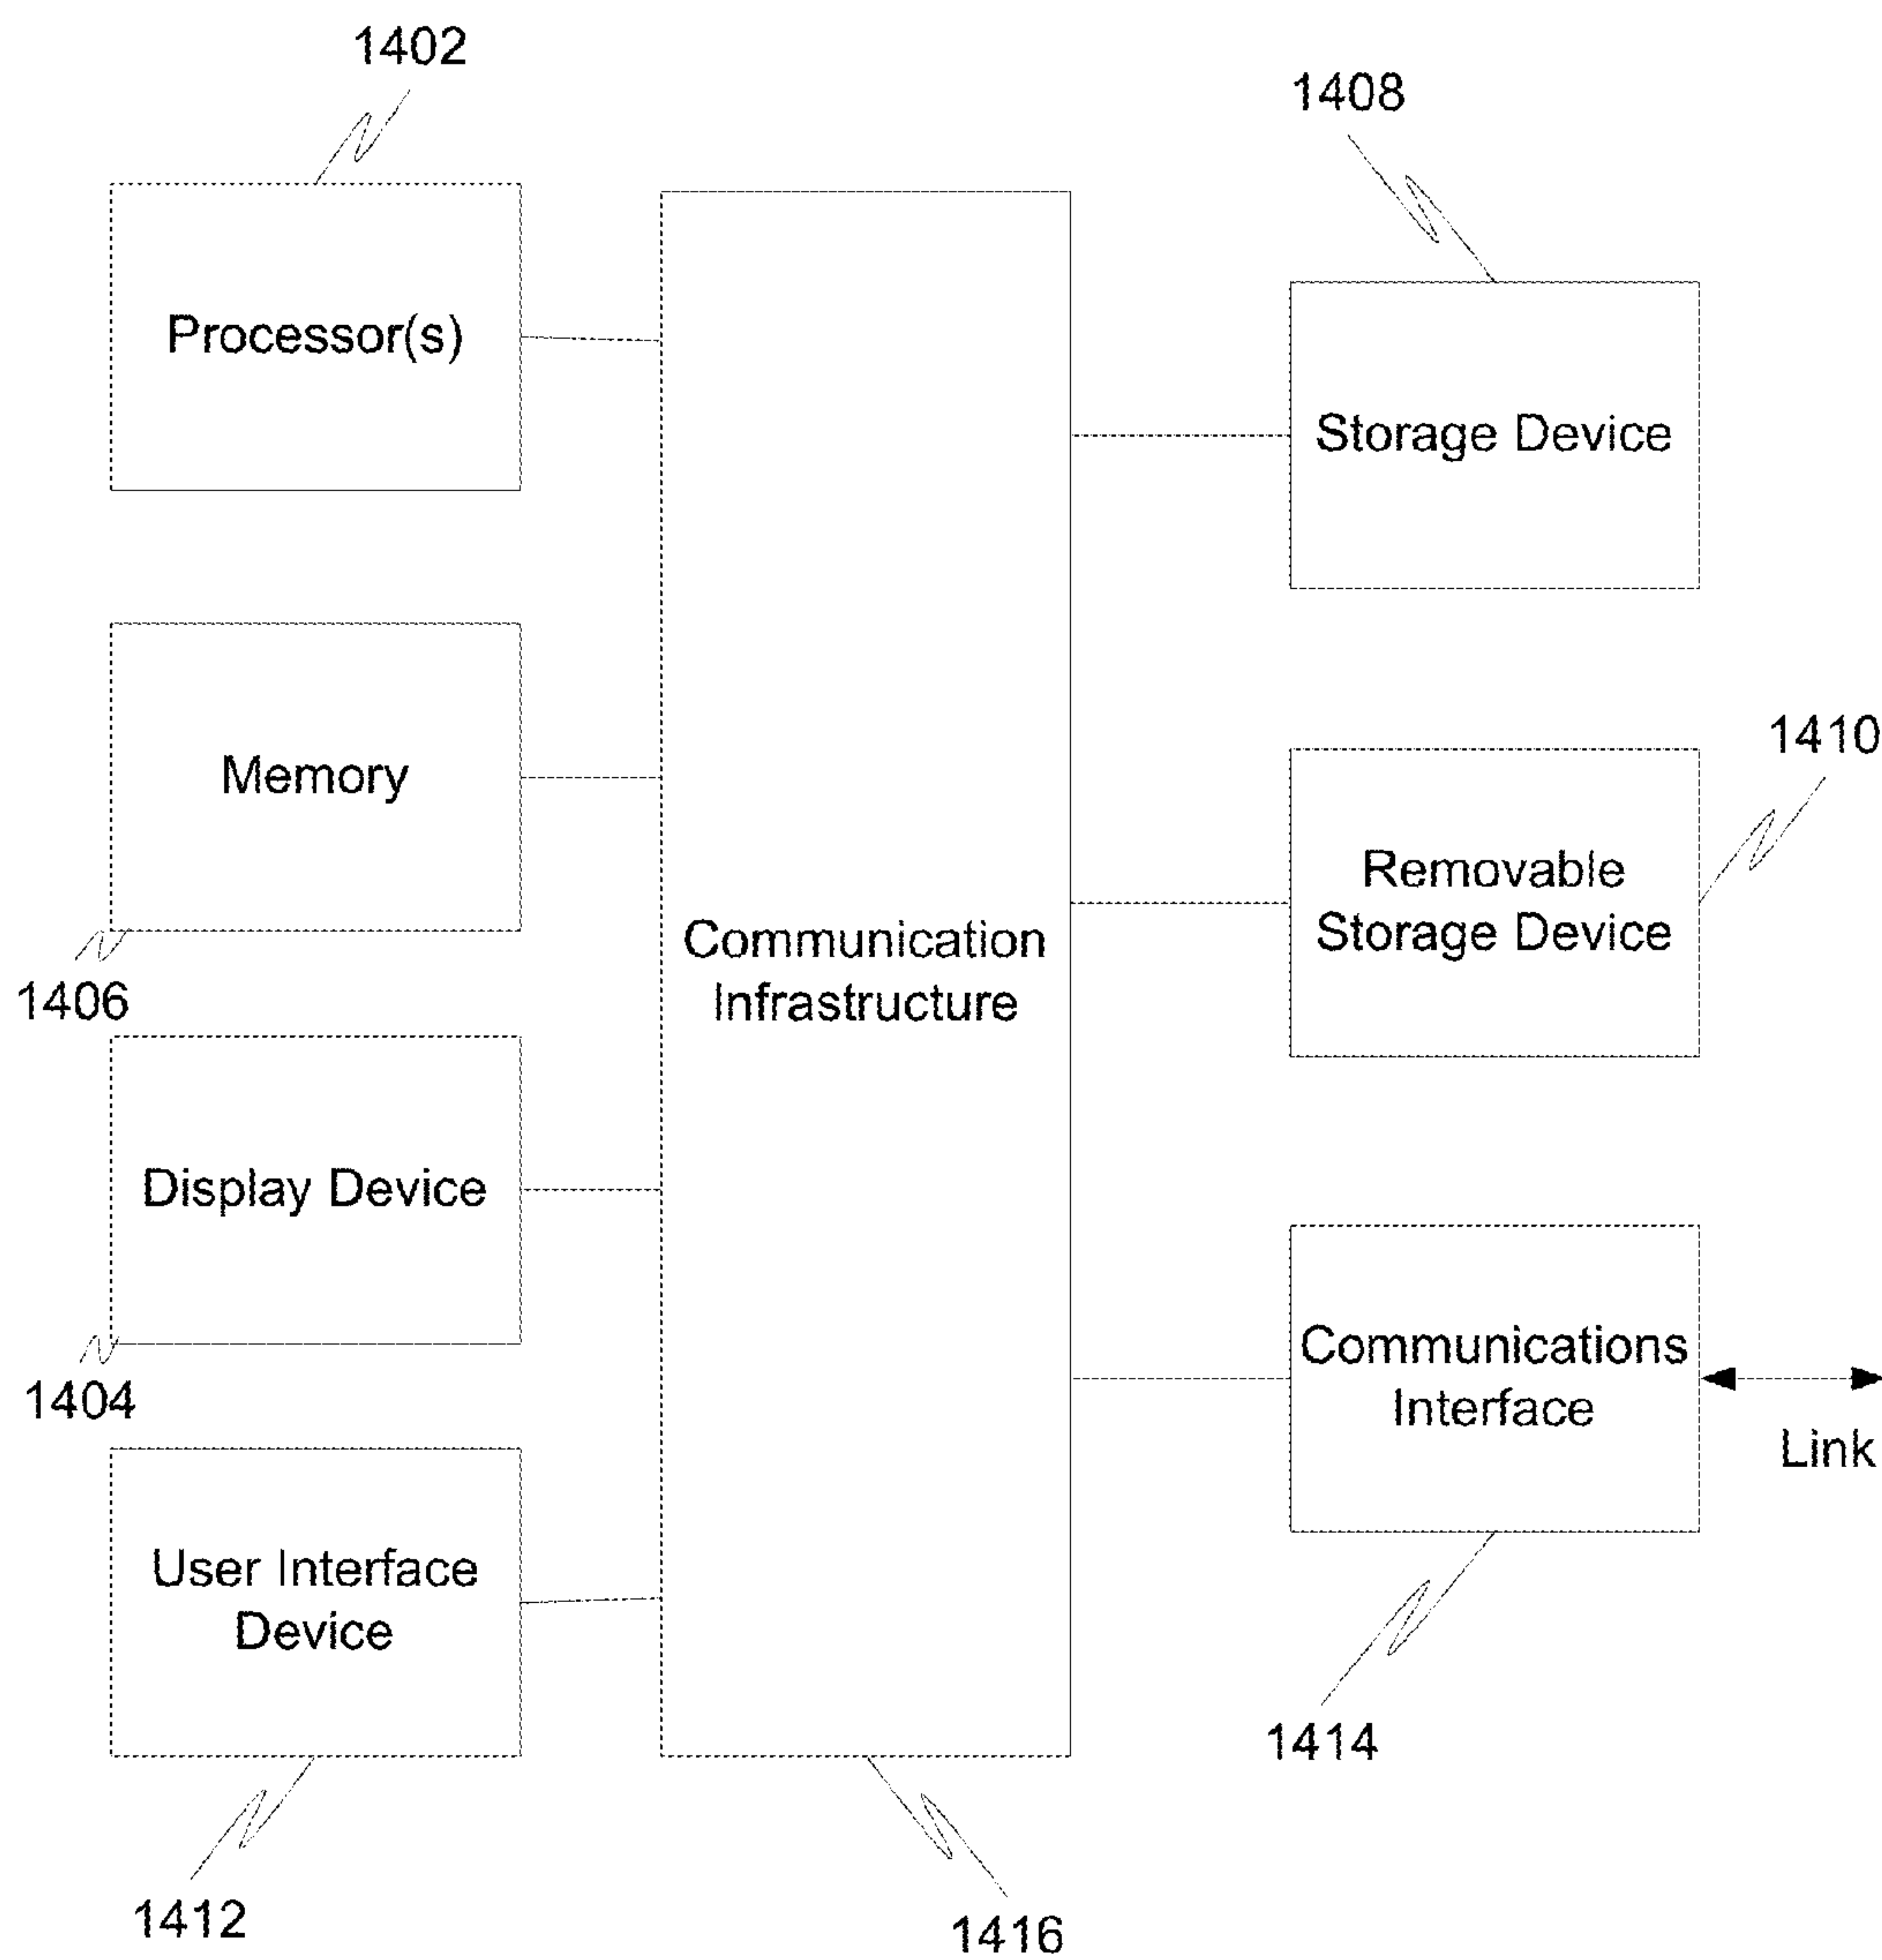 1402
1408
Processor(s)
Storage Device
1410
Memory
Removable
Storage Device
1406
Communication
Infrastructure
Display Device
1404
Communications
Interface
Link
User Interface
Device
1414
1412
1416